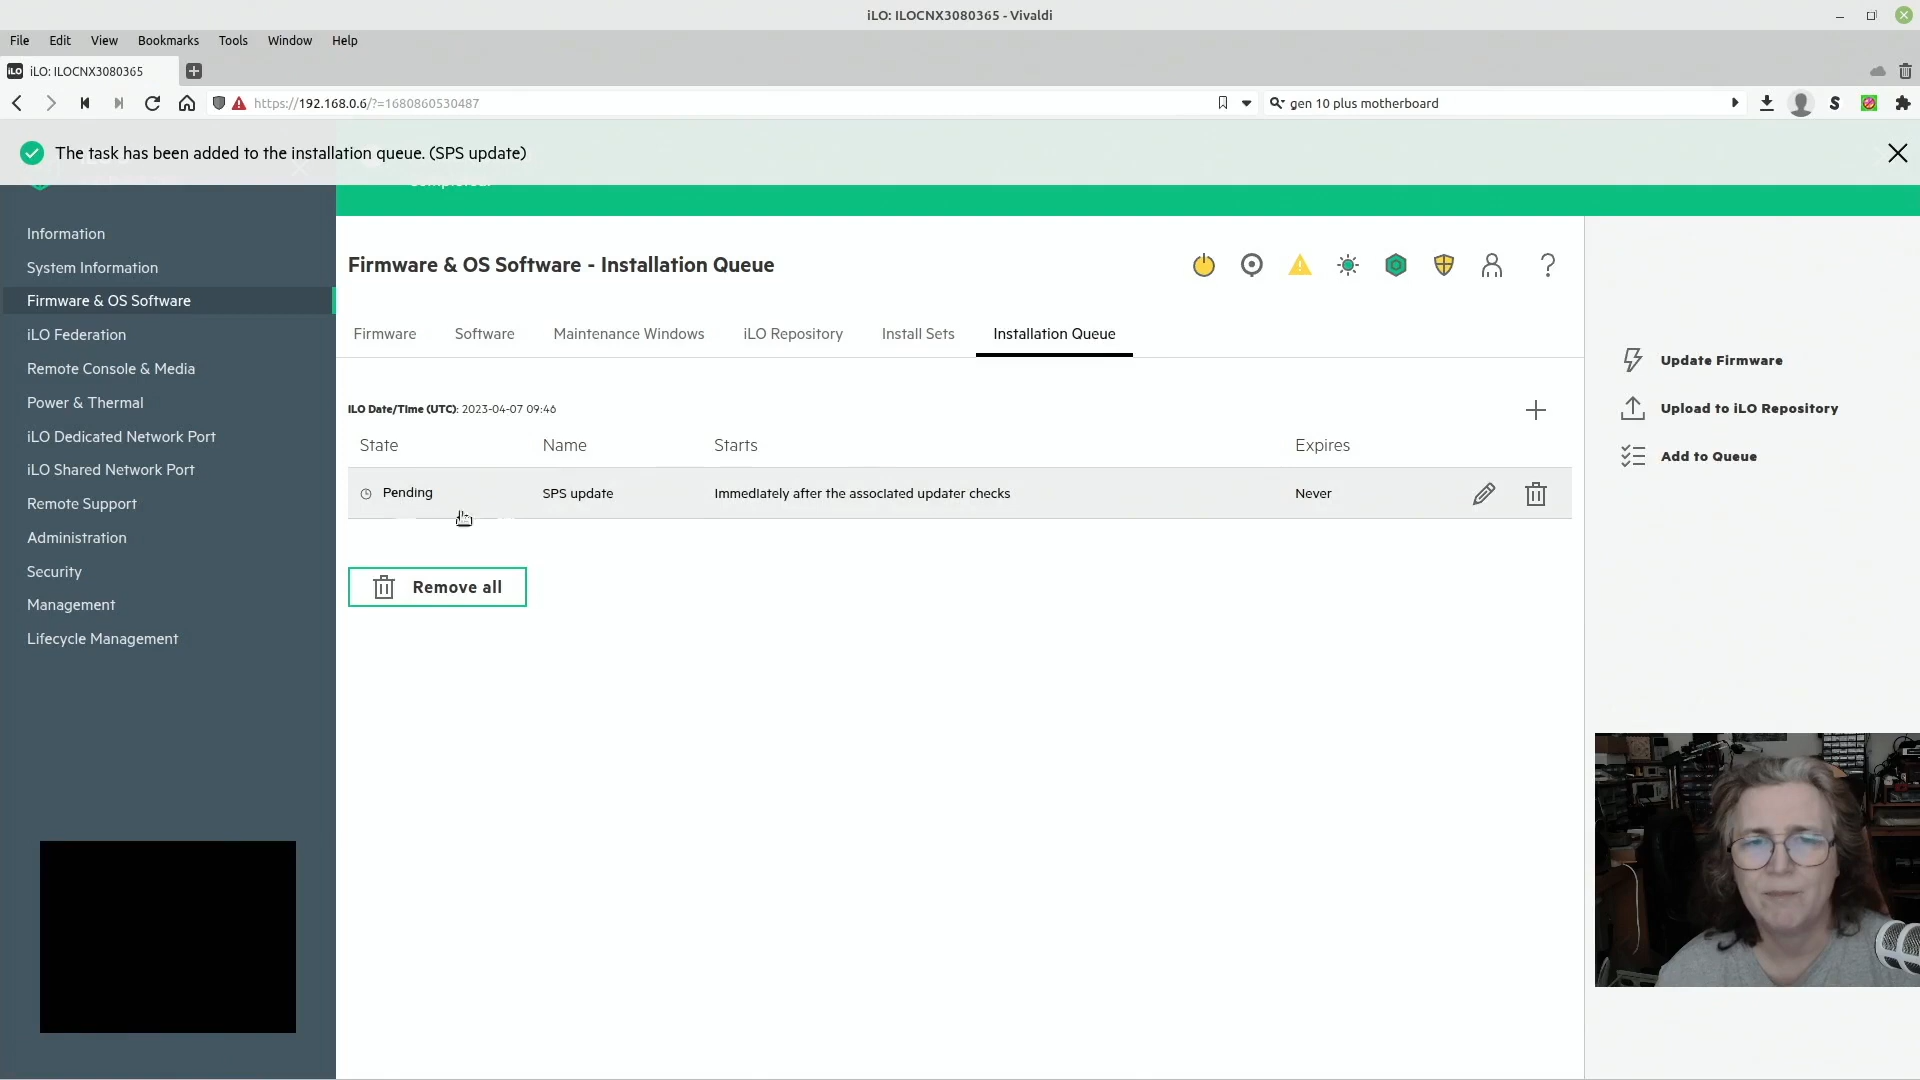 iLO: ILOCNX3080365 - Vivaldi
File Edit View Bookmarks Tools Window Help
iLO iLO: ILOCNX3080365
https://192.168.0.6/?=1680860530487
gen 10 plus motherboard
The task has been added to the installation queue. (SPS update)
Information
System Information
Firmware & OS Software
iLO Federation
Remote Console & Media
Power & Thermal
iLO Dedicated Network Port
iLO Shared Network Port
Remote Support
Administration
Security
Management
Lifecycle Management
Firmware & OS Software - Installation Queue
Firmware Software Maintenance Windows iLO Repository Install Sets Installation Queue
iLO Date/Time (UTC): 2023-04-07 09:46
State Name Starts Expires
Pending SPS update Immediately after the associated updater checks Never
Remove all
Update Firmware
Upload to iLO Repository
Add to Queue